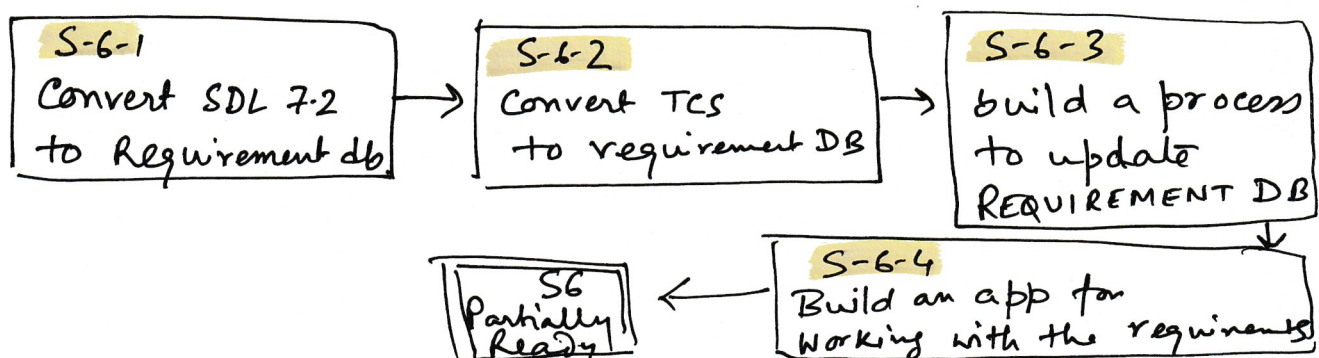 S-6-1
Convert SDL 7.2
to Requirement db
S-6-2
Convert TCS
to requirement DB
S-6-3
build a process
to update
REQUIREMENT DB
S-6-4
Build an app for
working with the requirements
S6
Partially
Ready